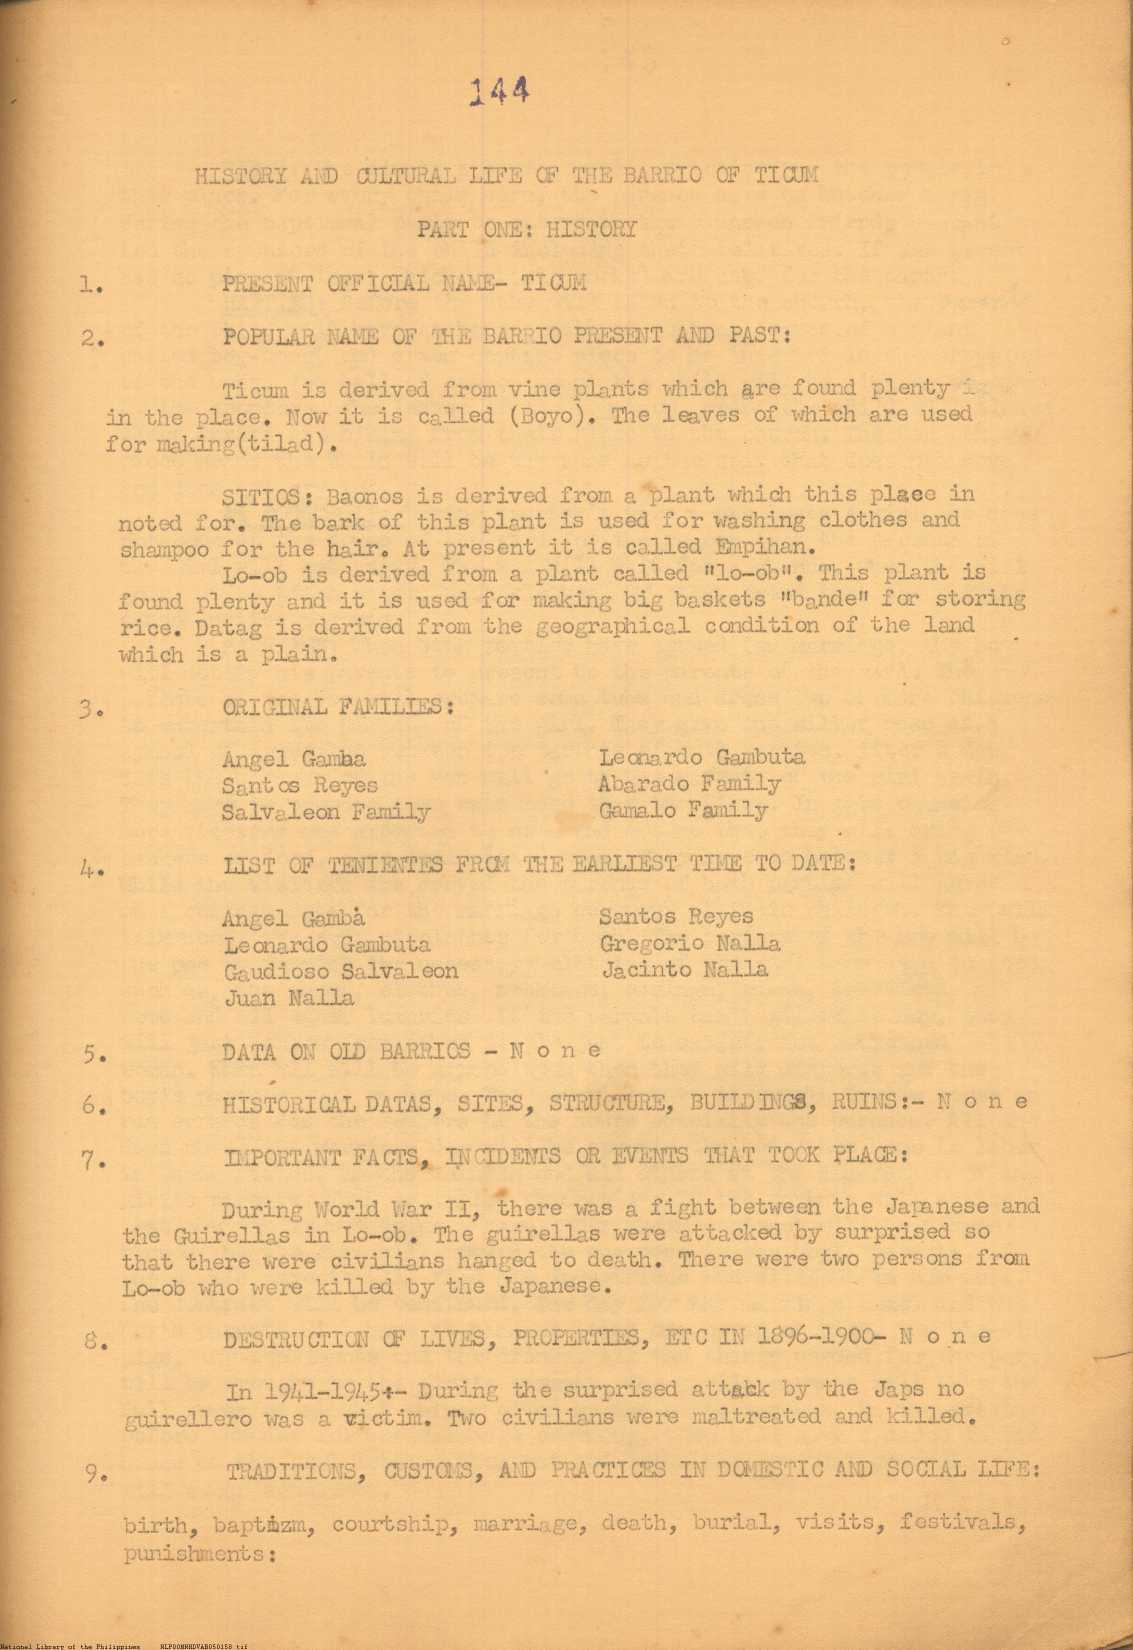 144
HISTORY AND CULTURAL LIFE OF THE BARRIO OF TICUM
PART ONE: HISTORY
1. PRESENT OFFICIAL NAME- TICUM
2. POPULAR NAME OF THE BARRIO PRESENT AND PAST:
Ticum is derived from vine plants which are found plenty i
in the place. Now it is called (Boyo). The leaves of which are used
for making(tilad).
SITIOS: Baonos is derived from a plant which this place in
noted for. The bark of this plant is used for washing clothes and
shampoo for the hair. At present it is called Empihan.
Lo-ob is derived from a plant called "lo-ob". This plant is
found plenty and it is used for making big baskets "bande" for storing
rice. Datag is derived from the geographical condition of the land
which is a plain.
3. ORIGINAL FAMILIES:
Angel Gamba Leonardo Gambuta
Santos Reyes Abarado Family
Salvaleon Family Gamalo Family
4. LIST OF TENIENTES FROM THE EARLIEST TIME TO DATE:
Angel Gamba Santos Reyes
Leonardo Gambuta Gregorio Nalla
Gaudioso Salvaleon Jacinto Nalla
Juan Nalla
5. DATA ON OLD BARRIOS - N o n e
6. HISTORICAL DATAS, SITES, STRUCTURE, BUILDINGS, RUINS:- N o n e
7. IMPORTANT FACTS, INCIDENTS OR EVENTS THAT TOOK PLACE:
During World War II, there was a fight between the Japanese and
the Guirellas in Lo-ob. The guirellas were attacked by surprised so
that there were civilians hanged to death. There were two persons from
Lo-ob who were killed by the Japanese.
8. DESTRUCTION OF LIVES, PROPERTIES, ETC IN 1896-1900- N o n e
In 1941-1945:- During the surprised attack by the Japs no
guirellero was a victim. Two civilians were maltreated and killed.
9. TRADITIONS, CUSTOMS, AND PRACTICES IN DOMESTIC AND SOCIAL LIFE:
birth, baptizm, courtship, marriage, death, burial, visits, festivals,
punishments:
National Library of the Philippines NLPOOMNHDVAB050158.tif